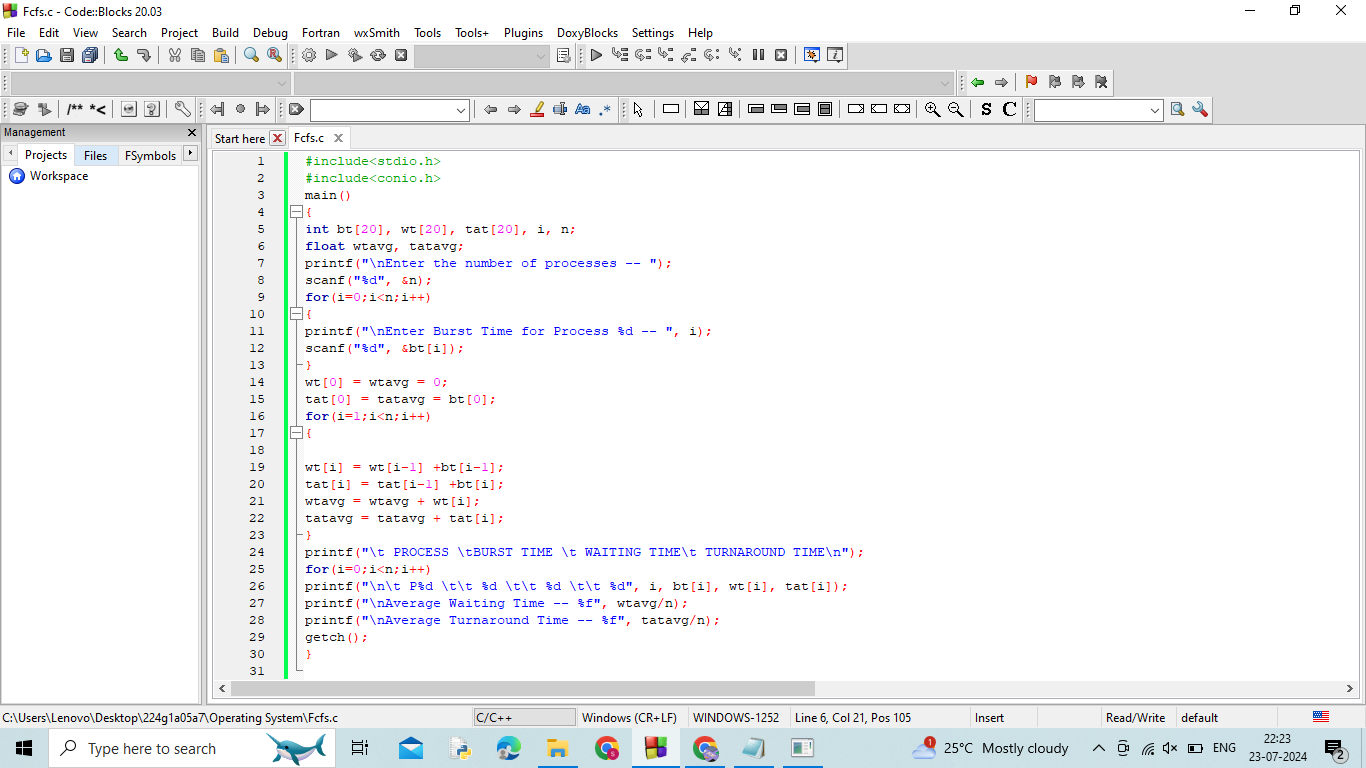 Fcfs.c - Code::Blocks 20.03
File Edit View Search Project Build Debug Fortran wxSmith Tools Tools+ Plugins DoxyBlocks Settings Help
/** *< Aa .* S C
Management
Projects Files FSymbols
Workspace
Start here Fcfs.c
1 #include<stdio.h>
2 #include<conio.h>
3 main()
4 {
5 int bt[20], wt[20], tat[20], i, n;
6 float wtavg, tatavg;
7 printf("\nEnter the number of processes -- ");
8 scanf("%d", &n);
9 for(i=0;i<n;i++)
10 {
11 printf("\nEnter Burst Time for Process %d -- ", i);
12 scanf("%d", &bt[i]);
13 }
14 wt[0] = wtavg = 0;
15 tat[0] = tatavg = bt[0];
16 for(i=1;i<n;i++)
17 {
18
19 wt[i] = wt[i-1] +bt[i-1];
20 tat[i] = tat[i-1] +bt[i];
21 wtavg = wtavg + wt[i];
22 tatavg = tatavg + tat[i];
23 }
24 printf("\t PROCESS \tBURST TIME \t WAITING TIME\t TURNAROUND TIME\n");
25 for(i=0;i<n;i++)
26 printf("\n\t P%d \t\t %d \t\t %d \t\t %d", i, bt[i], wt[i], tat[i]);
27 printf("\nAverage Waiting Time -- %f", wtavg/n);
28 printf("\nAverage Turnaround Time -- %f", tatavg/n);
29 getch();
30 }
31
C:\Users\Lenovo\Desktop\224g1a05a7\Operating System\Fcfs.c C/C++ Windows (CR+LF) WINDOWS-1252 Line 6, Col 21, Pos 105 Insert Read/Write default
Type here to search 1 25°C Mostly cloudy ENG 22:23
23-07-2024 2